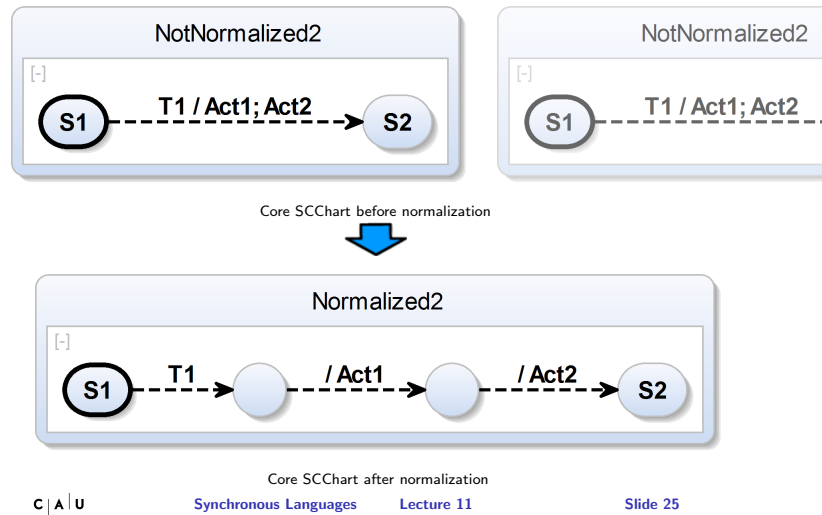 NotNormalized2
[-]
S1
T1 / Act1; Act2
S2
NotNormalized2
[-]
S1
T1 / Act1; Act2
Core SCChart before normalization
Normalized2
[-]
S1
T1
/ Act1
/ Act2
S2
Core SCChart after normalization
C | A | U Synchronous Languages Lecture 11 Slide 25